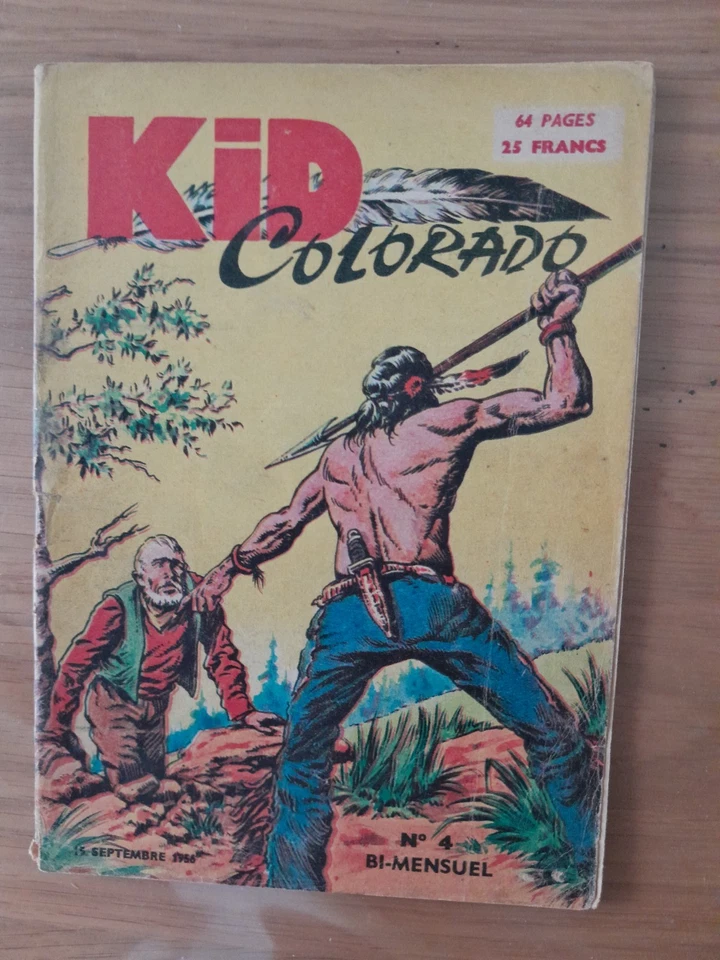 KiD
COLORADO
64 PAGES
25 FRANCS
15 SEPTEMBRE 1956
N° 4
BI-MENSUEL